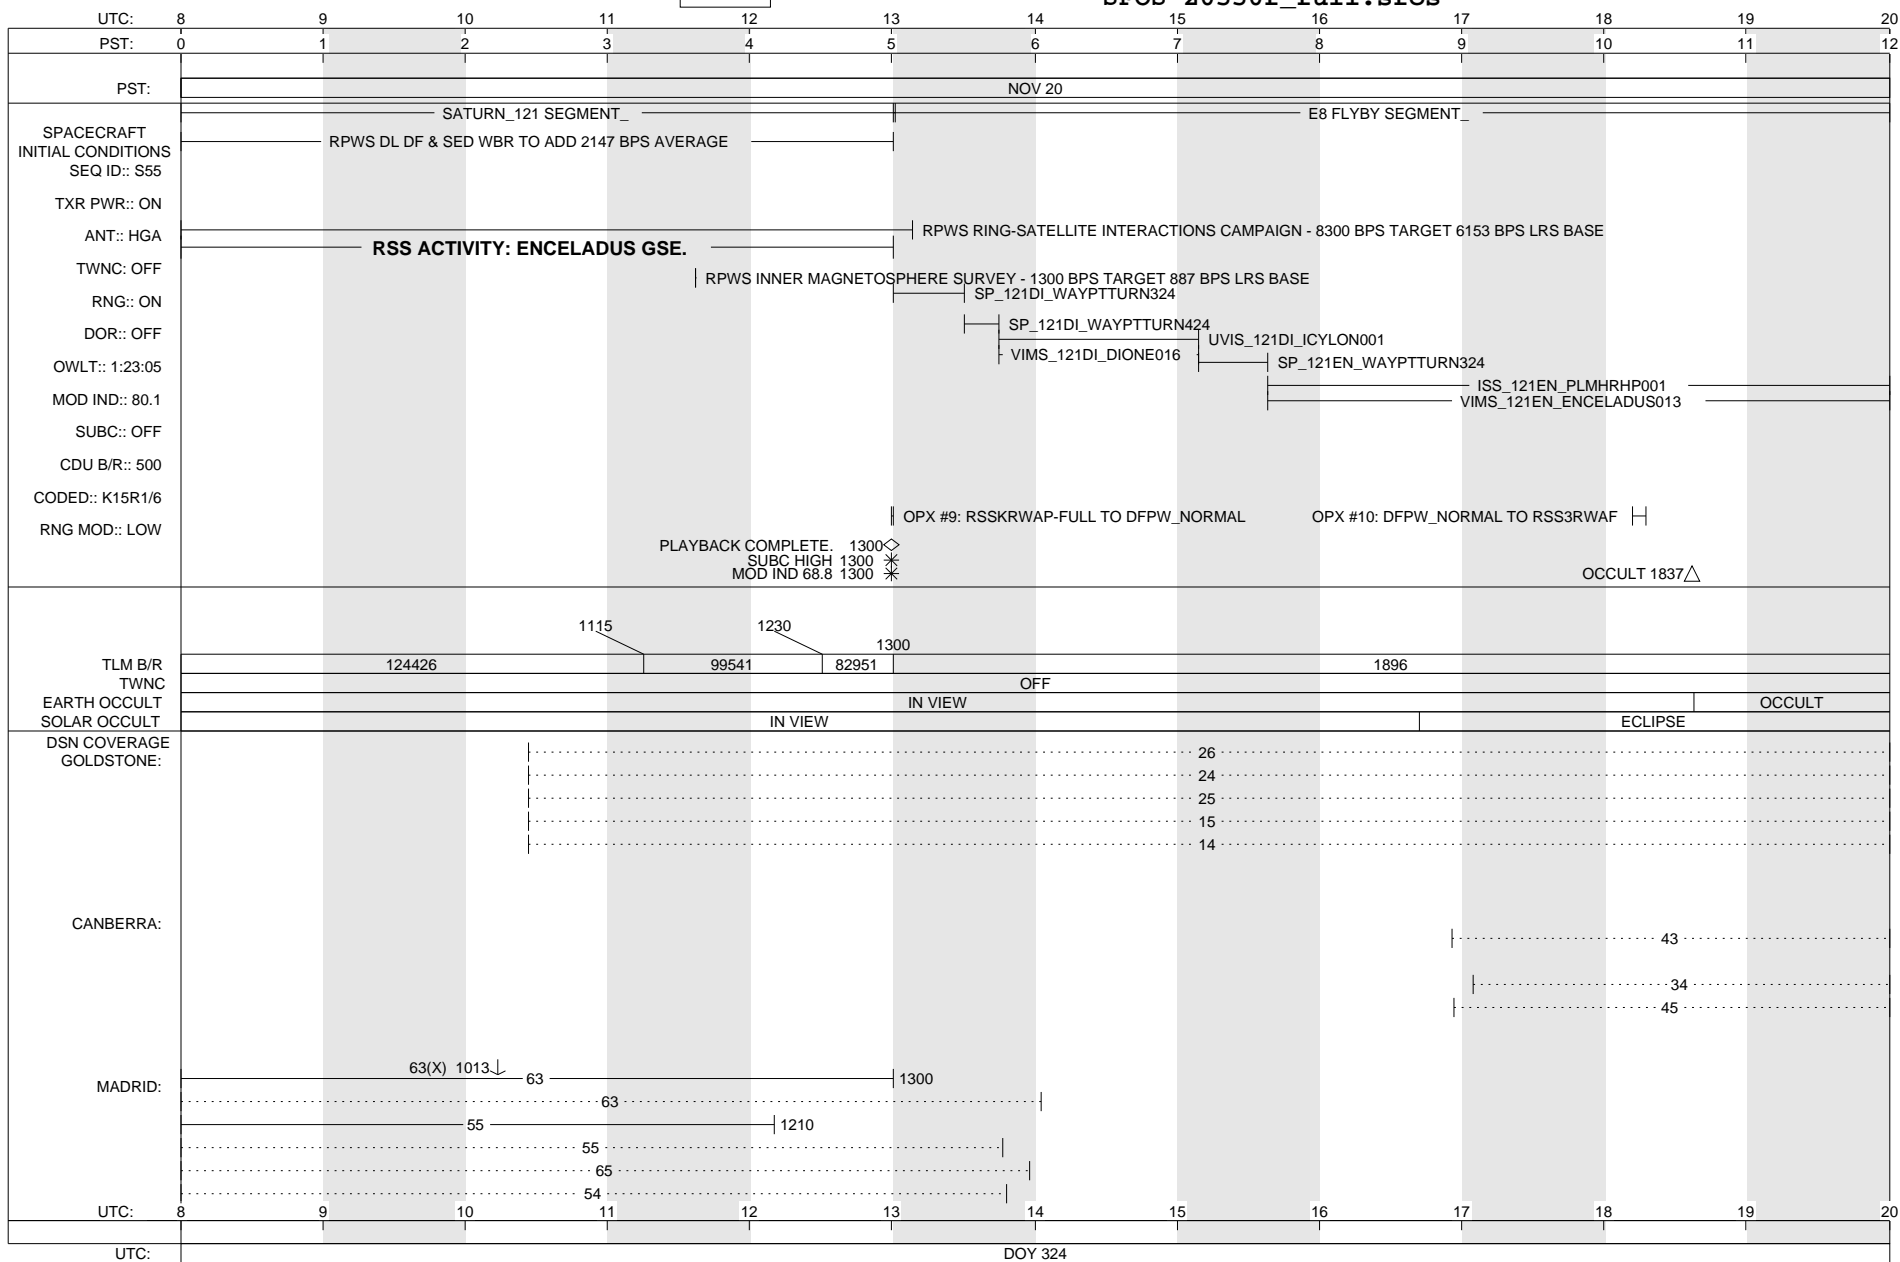 UTC: 8 9 10 11 12 13 14 15 16 17 18 19 20
PST: 0 1 2 3 4 5 6 7 8 9 10 11 12
PST: NOV 20
SATURN_121 SEGMENT_ E8 FLYBY SEGMENT_
SPACECRAFT
INITIAL CONDITIONS
RPWS DL DF & SED WBR TO ADD 2147 BPS AVERAGE
SEQ ID:: S55
TXR PWR:: ON
ANT:: HGA
RPWS RING-SATELLITE INTERACTIONS CAMPAIGN - 8300 BPS TARGET 6153 BPS LRS BASE
RSS ACTIVITY: ENCELADUS GSE.
TWNC: OFF
RPWS INNER MAGNETOSPHERE SURVEY - 1300 BPS TARGET 887 BPS LRS BASE
RNG:: ON
SP_121DI_WAYPTTURN324
DOR:: OFF
SP_121DI_WAYPTTURN424
UVIS_121DI_ICYLON001
VIMS_121DI_DIONE016
OWLT:: 1:23:05
SP_121EN_WAYPTTURN324
ISS_121EN_PLMHRHP001
MOD IND:: 80.1
VIMS_121EN_ENCELADUS013
SUBC:: OFF
CDU B/R:: 500
CODED:: K15R1/6
OPX #9: RSSKRWAP-FULL TO DFPW_NORMAL OPX #10: DFPW_NORMAL TO RSS3RWAF
RNG MOD:: LOW
PLAYBACK COMPLETE. 1300
SUBC HIGH 1300
MOD IND 68.8 1300 OCCULT 1837
1115 1230
1300
TLM B/R 124426 99541 82951 1896
TWNC OFF
EARTH OCCULT IN VIEW OCCULT
SOLAR OCCULT IN VIEW ECLIPSE
DSN COVERAGE
GOLDSTONE:
26
24
25
15
14
CANBERRA:
43
34
45
63(X) 1013
MADRID: 63 1300
63
55 1210
55
65
54
UTC: 8 9 10 11 12 13 14 15 16 17 18 19 20
UTC: DOY 324